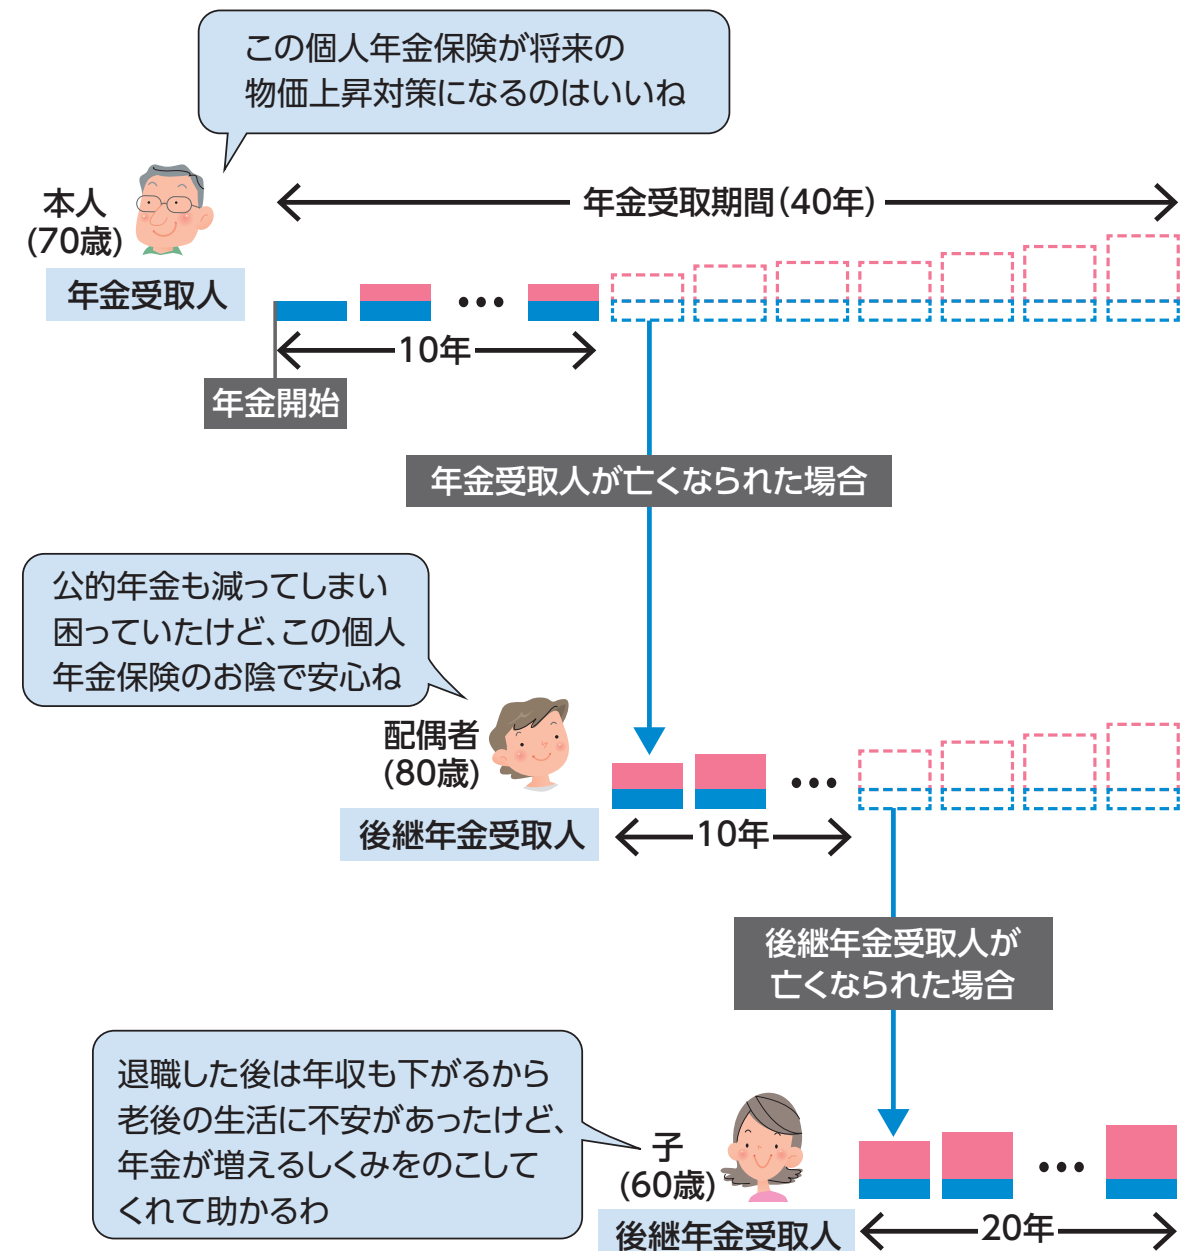 この個人年金保険が将来の
物価上昇対策になるのはいいね
本人
(70歳)
年金受取人
年金受取期間(40年)
•••
10年
年金開始
年金受取人が亡くなられた場合
公的年金も減ってしまい
困っていたけど、この個人
年金保険のお陰で安心ね
配偶者
(80歳)
後継年金受取人
•••
10年
後継年金受取人が
亡くなられた場合
退職した後は年収も下がるから
老後の生活に不安があったけど、
年金が増えるしくみをのこして
くれて助かるわ
子
(60歳)
後継年金受取人
•••
20年